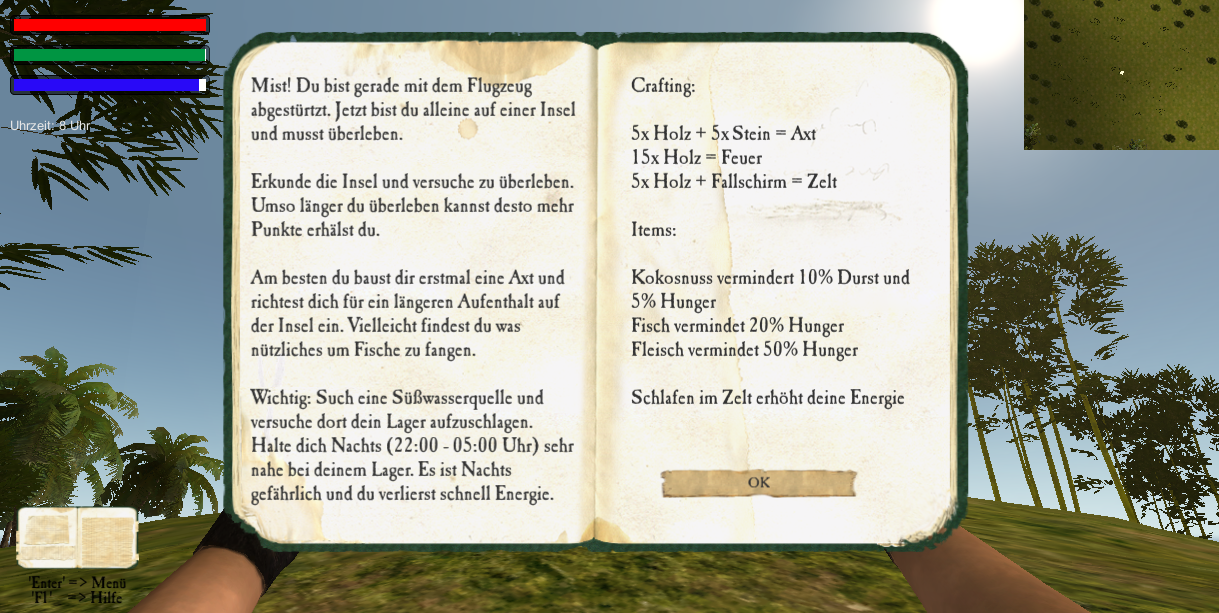 Uhrzeit: 8 Uhr
Mist! Du bist gerade mit dem Flugzeug
abgestürtzt. Jetzt bist du alleine auf einer Insel
und musst überleben.
Erkunde die Insel und versuche zu überleben.
Umso länger du überleben kannst desto mehr
Punkte erhälst du.
Am besten du baust dir erstmal eine Axt und
richtest dich für ein längeren Aufenthalt auf
der Insel ein. Vielleicht findest du was
nützliches um Fische zu fangen.
Wichtig: Such eine Süßwasserquelle und
versuche dort dein Lager aufzuschlagen.
Halte dich Nachts (22:00 - 05:00 Uhr) sehr
nahe bei deinem Lager. Es ist Nachts
gefährlich und du verlierst schnell Energie.
Crafting:
5x Holz + 5x Stein = Axt
15x Holz = Feuer
5x Holz + Fallschirm = Zelt
Items:
Kokosnuss vermindert 10% Durst und
5% Hunger
Fisch vermindet 20% Hunger
Fleisch vermindet 50% Hunger
Schlafen im Zelt erhöht deine Energie
OK
'Enter' => Menü
'F1' => Hilfe